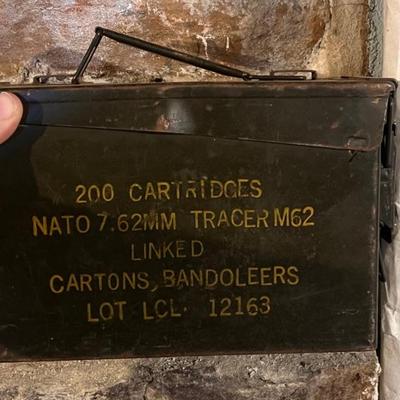 200 CARTRIDGES
NATO 7.62MM TRACER M62
LINKED
CARTONS, BANDOLEERS
LOT LCL. 12163